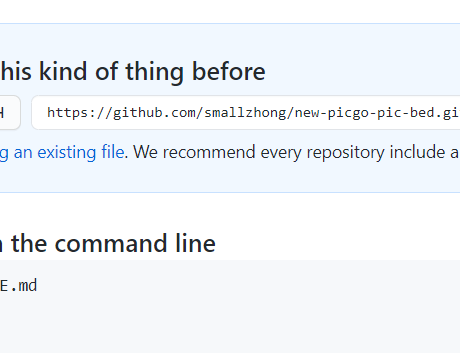 his kind of thing before
H https://github.com/smallzhong/new-picgo-pic-bed.gi
g an existing file. We recommend every repository include a
the command line
E.md